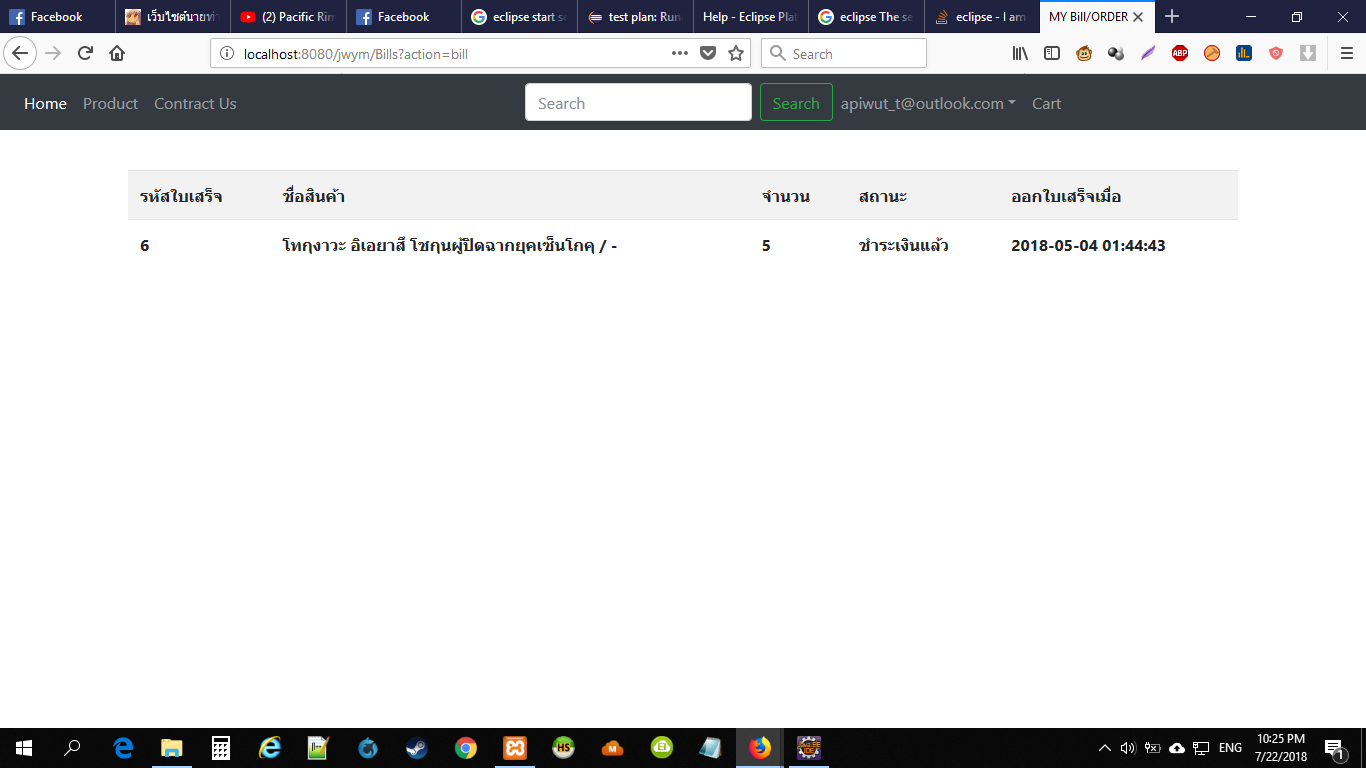 Facebook
เว็บไซต์นายท่า
(2) Pacific Rim
Facebook
eclipse start se
test plan: Run
Help - Eclipse Plat
eclipse The se
eclipse - I am
MY Bill/ORDER
localhost:8080/jwym/Bills?action=bill
Search
ABP
Home
Product
Contract Us
Search
Search
apiwut_t@outlook.com
Cart
รหัสใบเสร็จ
ชื่อสินค้า
จำนวน
สถานะ
ออกใบเสร็จเมื่อ
6
โทกุงาวะ อิเอยาสึ โชกุนผู้ปิดฉากยุคเซ็นโกคุ / -
5
ชำระเงินแล้ว
2018-05-04 01:44:43
HS
M
Java EE
IDE
ENG
10:25 PM
7/22/2018
1